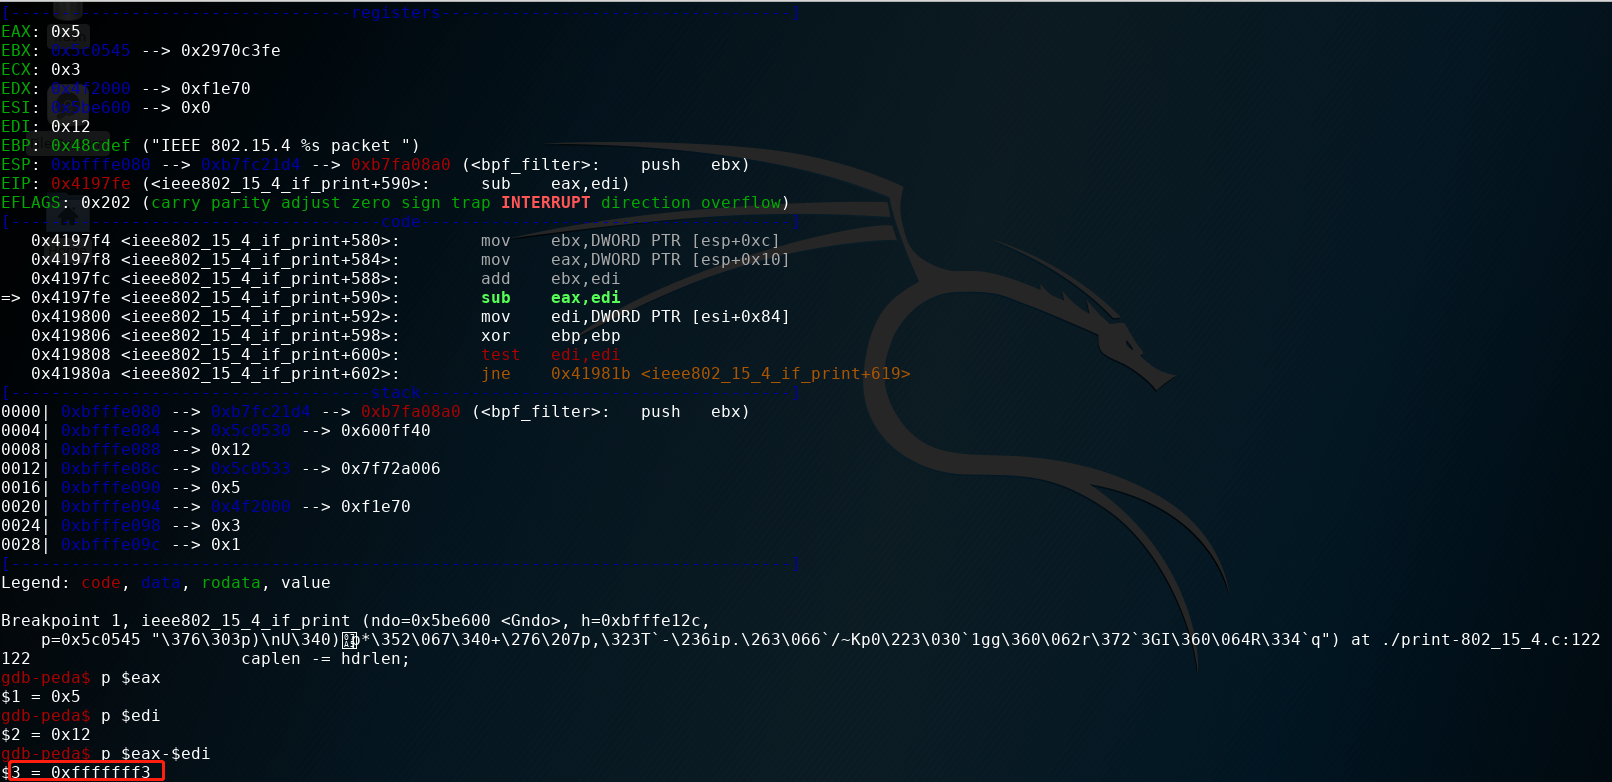 [----------------------------------registers-----------------------------------]
EAX: 0x5
EBX: 0x5c0545 --> 0x2970c3fe
ECX: 0x3
EDX: 0x4f2000 --> 0xf1e70
ESI: 0x5be600 --> 0x0
EDI: 0x12
EBP: 0x48cdef ("IEEE 802.15.4 %s packet ")
ESP: 0xbfffe080 --> 0xb7fc21d4 --> 0xb7fa08a0 (<bpf_filter>:    push   ebx)
EIP: 0x4197fe (<ieee802_15_4_if_print+590>:     sub    eax,edi)
EFLAGS: 0x202 (carry parity adjust zero sign trap INTERRUPT direction overflow)
[-------------------------------------code-------------------------------------]
   0x4197f4 <ieee802_15_4_if_print+580>:        mov    ebx,DWORD PTR [esp+0xc]
   0x4197f8 <ieee802_15_4_if_print+584>:        mov    eax,DWORD PTR [esp+0x10]
   0x4197fc <ieee802_15_4_if_print+588>:        add    ebx,edi
=> 0x4197fe <ieee802_15_4_if_print+590>:        sub    eax,edi
   0x419800 <ieee802_15_4_if_print+592>:        mov    edi,DWORD PTR [esi+0x84]
   0x419806 <ieee802_15_4_if_print+598>:        xor    ebp,ebp
   0x419808 <ieee802_15_4_if_print+600>:        test   edi,edi
   0x41980a <ieee802_15_4_if_print+602>:        jne    0x41981b <ieee802_15_4_if_print+619>
[------------------------------------stack-------------------------------------]
0000| 0xbfffe080 --> 0xb7fc21d4 --> 0xb7fa08a0 (<bpf_filter>:   push   ebx)
0004| 0xbfffe084 --> 0x5c0530 --> 0x600ff40
0008| 0xbfffe088 --> 0x12
0012| 0xbfffe08c --> 0x5c0533 --> 0x7f72a006
0016| 0xbfffe090 --> 0x5
0020| 0xbfffe094 --> 0x4f2000 --> 0xf1e70
0024| 0xbfffe098 --> 0x3
0028| 0xbfffe09c --> 0x1
[------------------------------------------------------------------------------]
Legend: code, data, rodata, value
Breakpoint 1, ieee802_15_4_if_print (ndo=0x5be600 <Gndo>, h=0xbfffe12c,
    p=0x5c0545 "\376\303p)\nU\340)p*\352\067\340+\276\207p,\323T`-\236ip.\263\066`/~Kp0\223\030`1gg\360\062r\372`3GI\360\064R\334`q") at ./print-802_15_4.c:122
122                     caplen -= hdrlen;
gdb-peda$ p $eax
$1 = 0x5
gdb-peda$ p $edi
$2 = 0x12
gdb-peda$ p $eax-$edi
$3 = 0xfffffff3